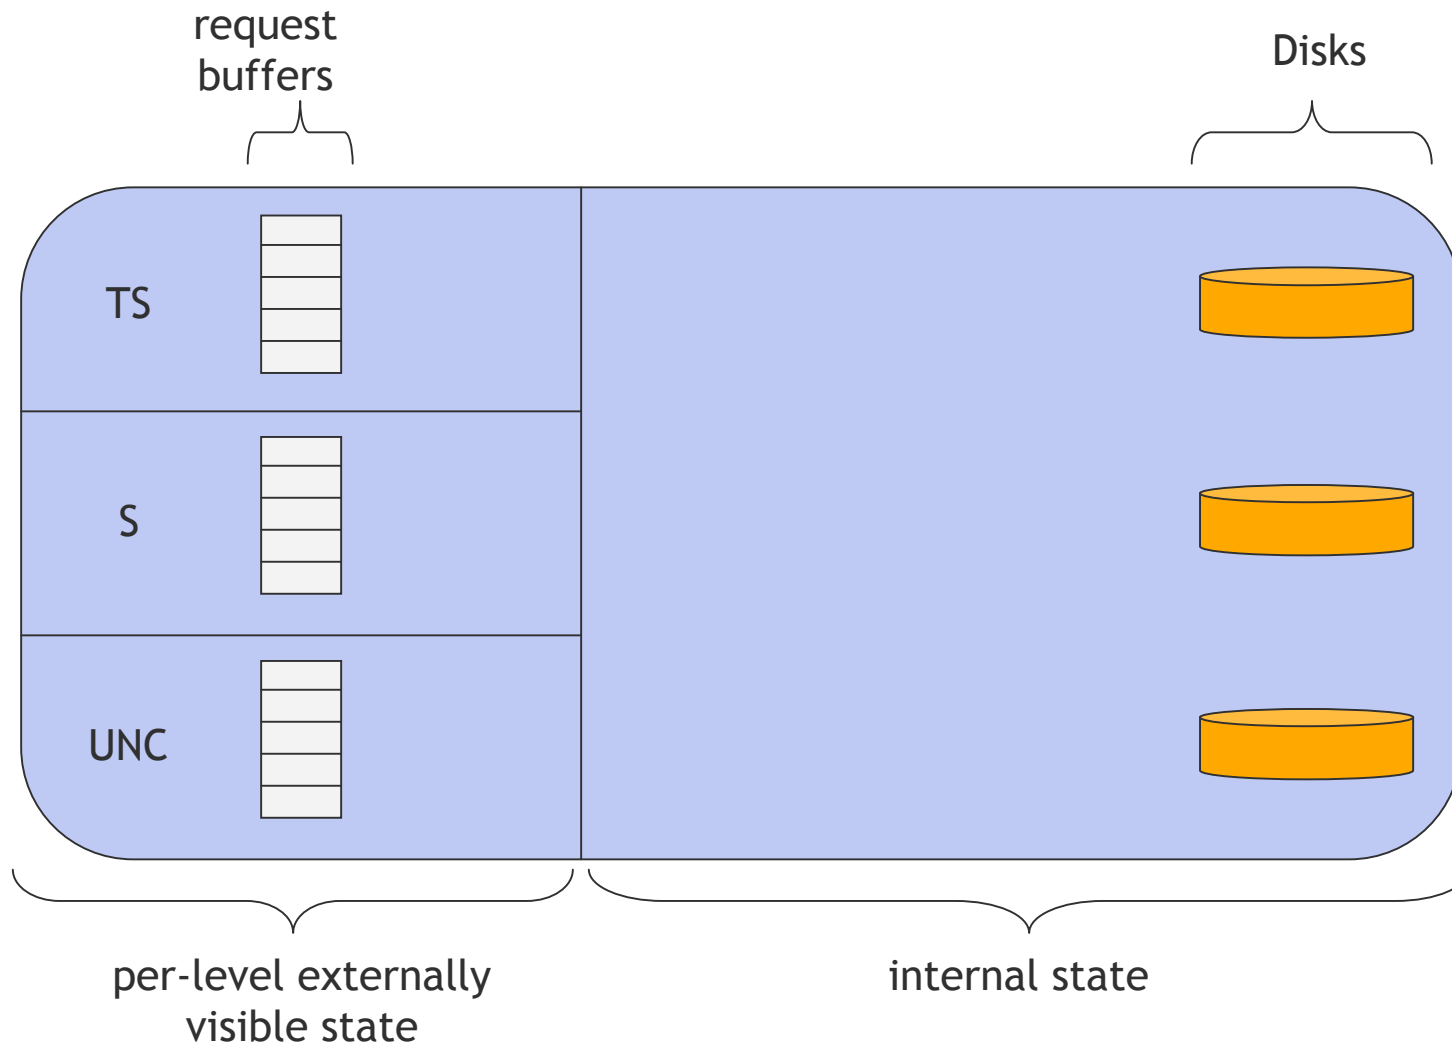 request
buffers
Disks
TS
S
UNC
per-level externally
visible state
internal state